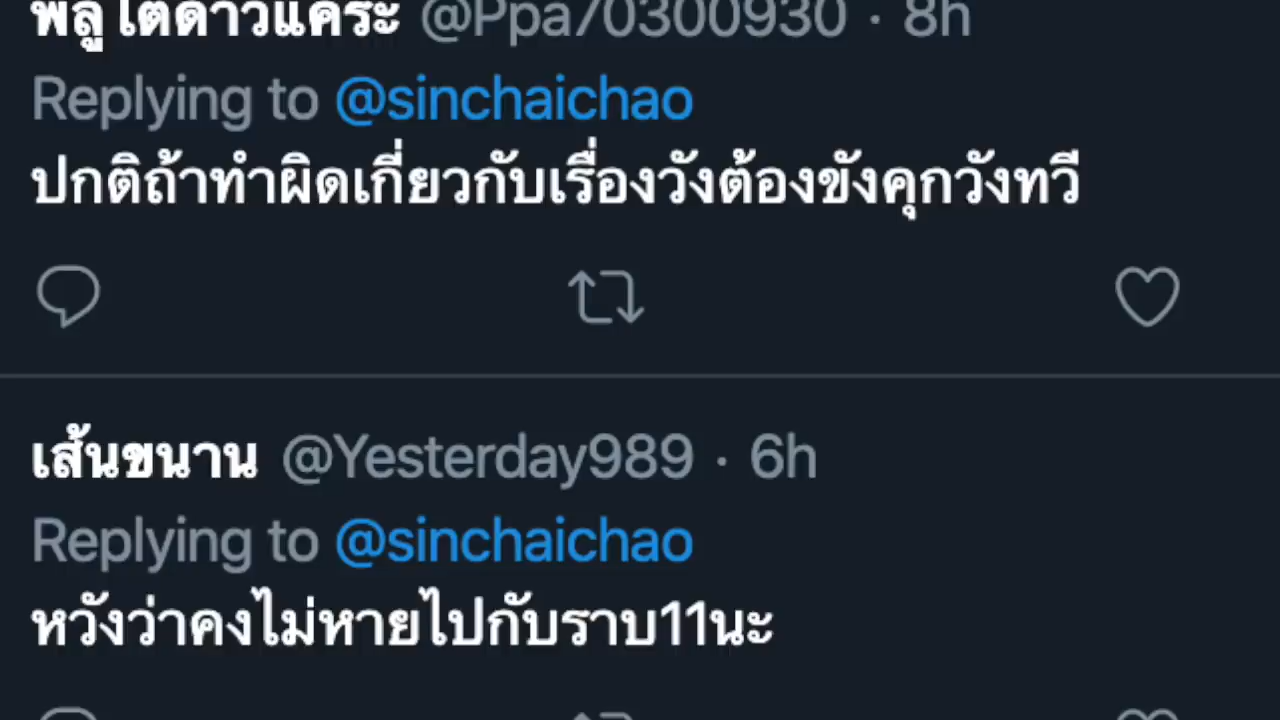 พลูโตดาวแคระ @Ppa70300930 · 8h
Replying to @sinchaichao
ปกติถ้าทำผิดเกี่ยวกับเรื่องวังต้องขังคุกวังทวี
เส้นขนาน @Yesterday989 · 6h
Replying to @sinchaichao
หวังว่าคงไม่หายไปกับราบ11นะ